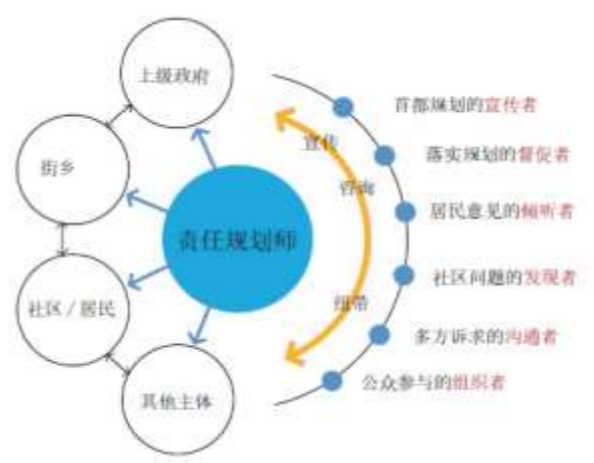 上级政府
街乡
社区/居民
其他主体
责任规划师
宣传
咨询
纽带
首都规划的宣传者
落实规划的督促者
居民意见的倾听者
社区问题的发现者
多方诉求的沟通者
公众参与的组织者